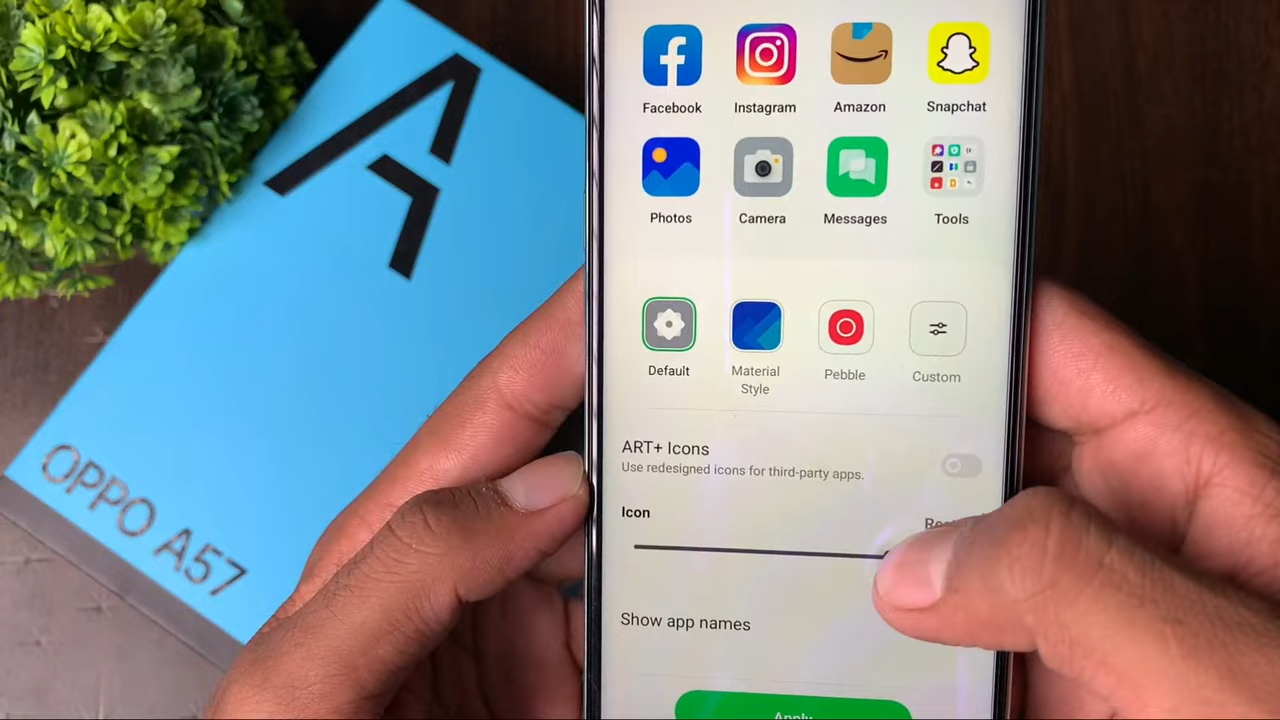 Facebook
Instagram
Amazon
Snapchat
Photos
Camera
Messages
Tools
Default
Material
Style
Pebble
Custom
ART+ Icons
Use redesigned icons for third-party apps.
Icon
Show app names
Apply
A
OPPO A57